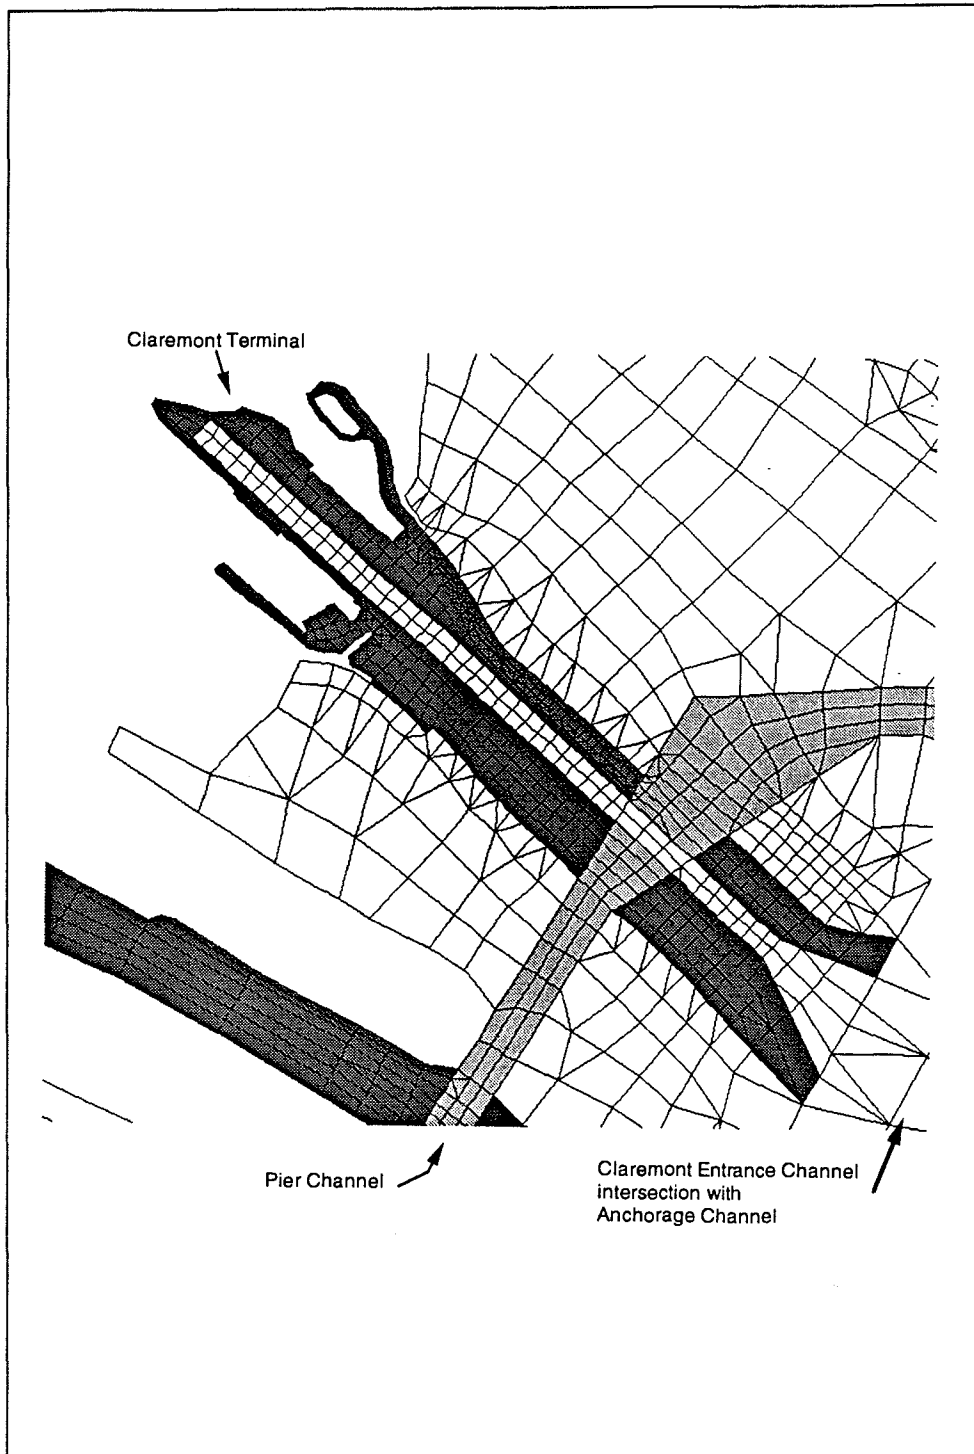 Claremont Terminal
Pier Channel
Claremont Entrance Channel
intersection with
Anchorage Channel